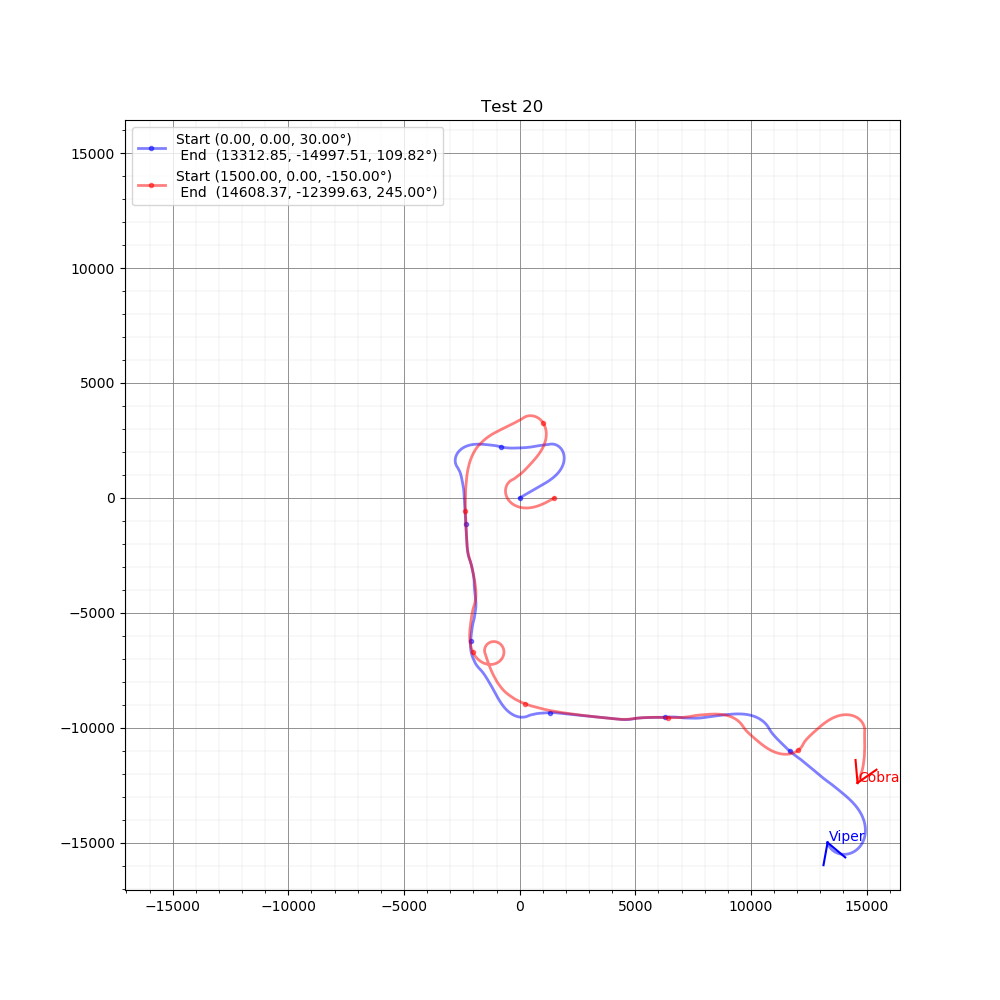 Test 20
Start (0.00, 0.00, 30.00°)
End (13312.85, -14997.51, 109.82°)
Start (1500.00, 0.00, -150.00°)
End (14608.37, -12399.63, 245.00°)
15000
10000
5000
0
−5000
−10000
−15000
Cobra
Viper
−15000 −10000 −5000 0 5000 10000 15000